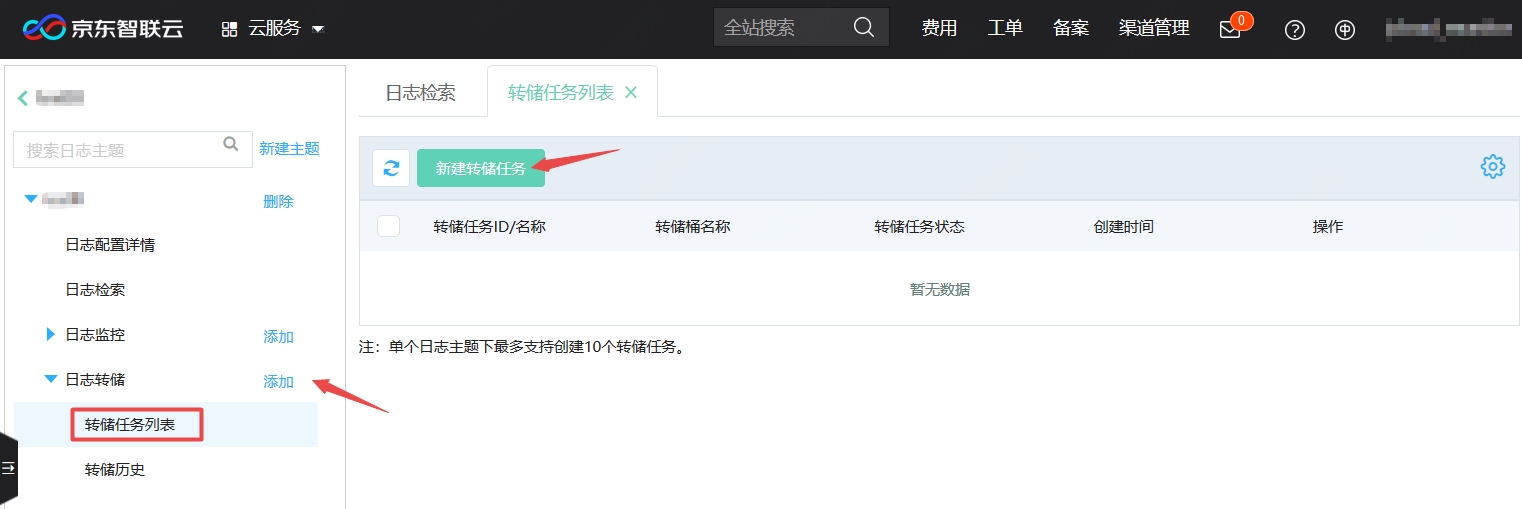 京东智联云 云服务 全站搜索 费用 工单 备案 渠道管理 0
日志检索 转储任务列表
搜索日志主题 新建主题
新建转储任务
删除
转储任务ID/名称 转储桶名称 转储任务状态 创建时间 操作
日志配置详情
日志检索
暂无数据
日志监控 添加
注：单个日志主题下最多支持创建10个转储任务。
日志转储 添加
转储任务列表
转储历史